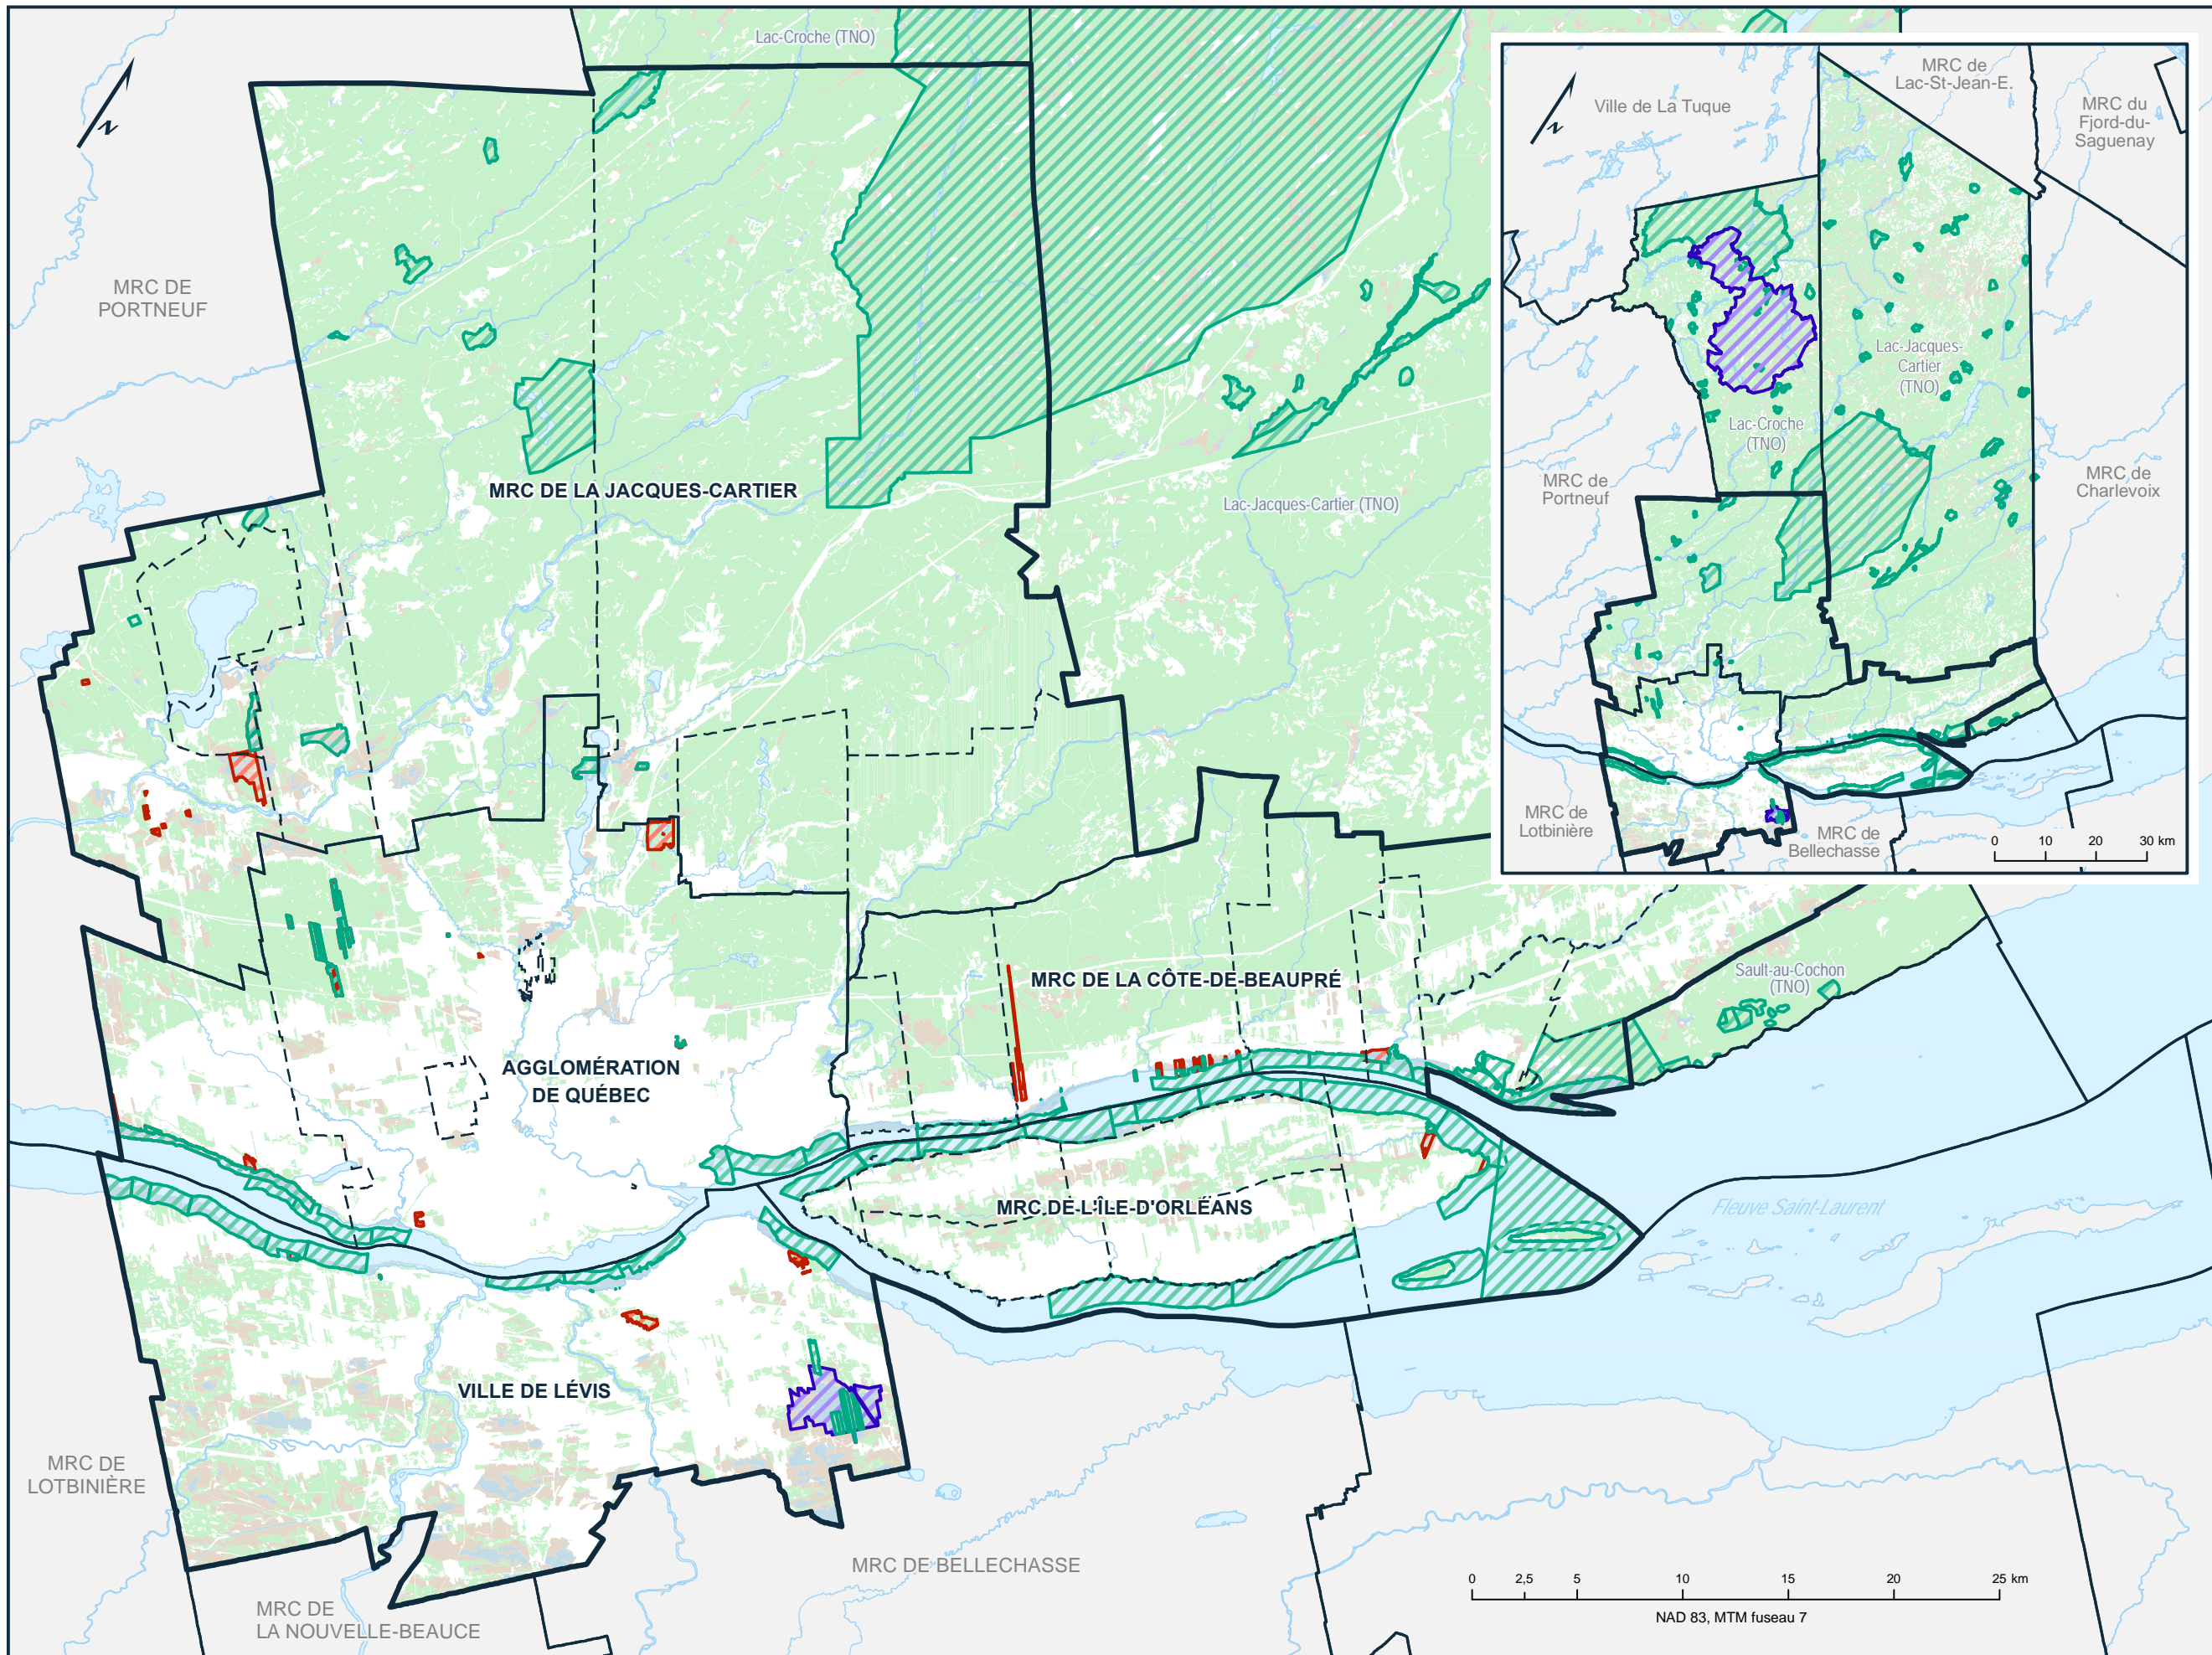 Lac-Croche (TNO)
N
MRC DE
PORTNEUF
MRC DE LA JACQUES-CARTIER
Lac-Jacques-Cartier (TNO)
MRC DE LA CÔTE-DE-BEAUPRÉ
Sault-au-Cochon
(TNO)
AGGLOMÉRATION
DE QUÉBEC
MRC DE L'ÎLE-D'ORLÉANS
Fleuve Saint-Laurent
VILLE DE LÉVIS
MRC DE
LOTBINIÈRE
MRC DE BELLECHASSE
MRC DE
LA NOUVELLE-BEAUCE
0 2,5 5 10 15 20 25 km
NAD 83, MTM fuseau 7
N
Ville de La Tuque
MRC de
Lac-St-Jean-E.
MRC du
Fjord-du-
Saguenay
Lac-Jacques-
Cartier
(TNO)
Lac-Croche
(TNO)
MRC de
Portneuf
MRC de
Charlevoix
MRC de
Lotbinière
MRC de
Bellechasse
0 10 20 30 km